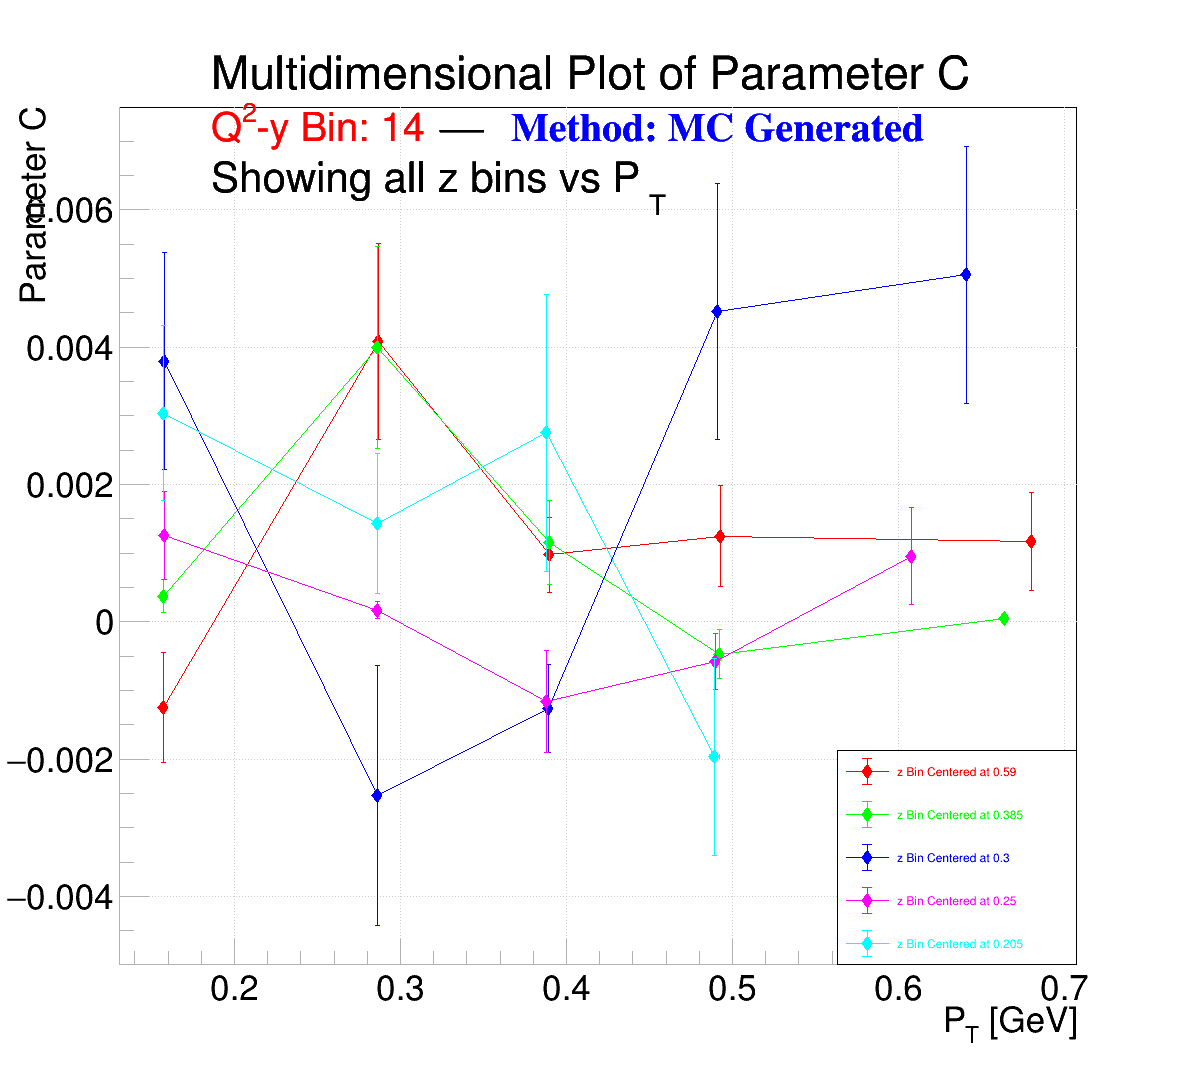 Multidimensional Plot of Parameter C
Q²-y Bin: 14 — Method: MC Generated
Showing all z bins vs P_T
Parameter C
0.006
0.004
0.002
0
−0.002
−0.004
z Bin Centered at 0.59
z Bin Centered at 0.385
z Bin Centered at 0.3
z Bin Centered at 0.25
z Bin Centered at 0.205
0.2 0.3 0.4 0.5 0.6 0.7
P_T [GeV]